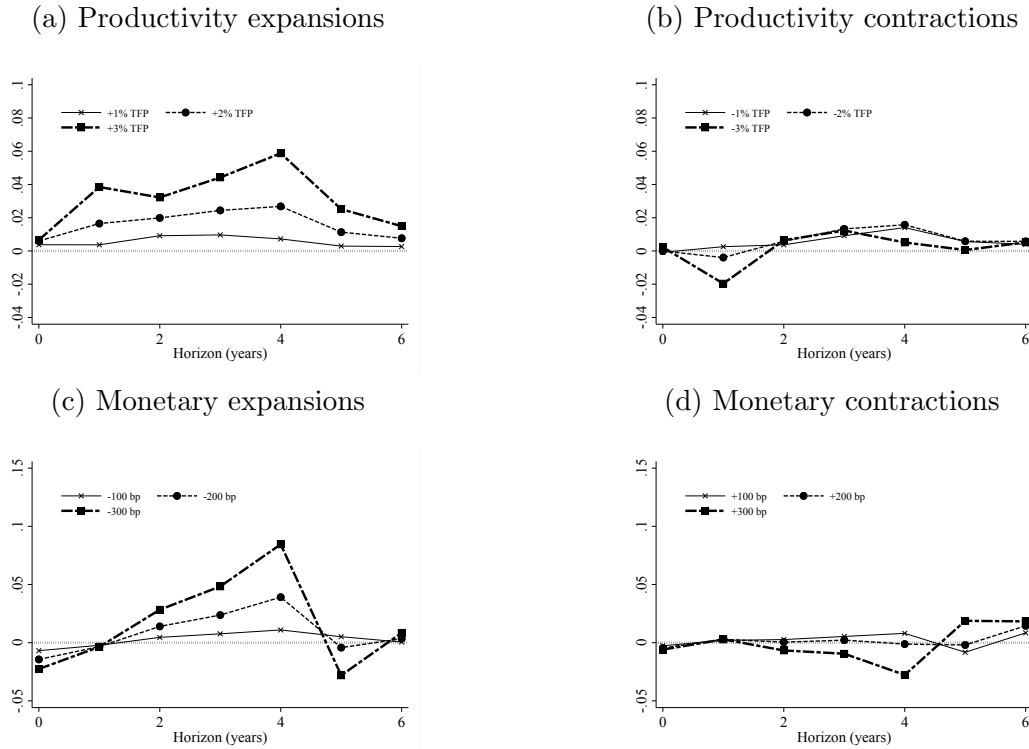 (a) Productivity expansions
(b) Productivity contractions
.1
.08
.06
.04
.02
0
-.02
-.04
+1% TFP
+2% TFP
+3% TFP
0
2
4
6
Horizon (years)
.1
.08
.06
.04
.02
0
-.02
-.04
-1% TFP
-2% TFP
-3% TFP
0
2
4
6
Horizon (years)
(c) Monetary expansions
(d) Monetary contractions
.15
.1
.05
0
-.05
-100 bp
-200 bp
-300 bp
0
2
4
6
Horizon (years)
.15
.1
.05
0
-.05
+100 bp
+200 bp
+300 bp
0
2
4
6
Horizon (years)